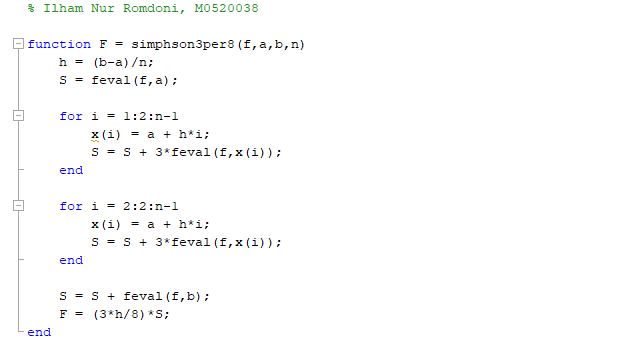 % Ilham Nur Romdoni, M0520038
function F = simphson3per8(f,a,b,n)
h = (b-a)/n;
S = feval(f,a);
for i = 1:2:n-1
x(i) = a + h*i;
S = S + 3*feval(f,x(i));
end
for i = 2:2:n-1
x(i) = a + h*i;
S = S + 3*feval(f,x(i));
end
S = S + feval(f,b);
F = (3*h/8)*S;
end